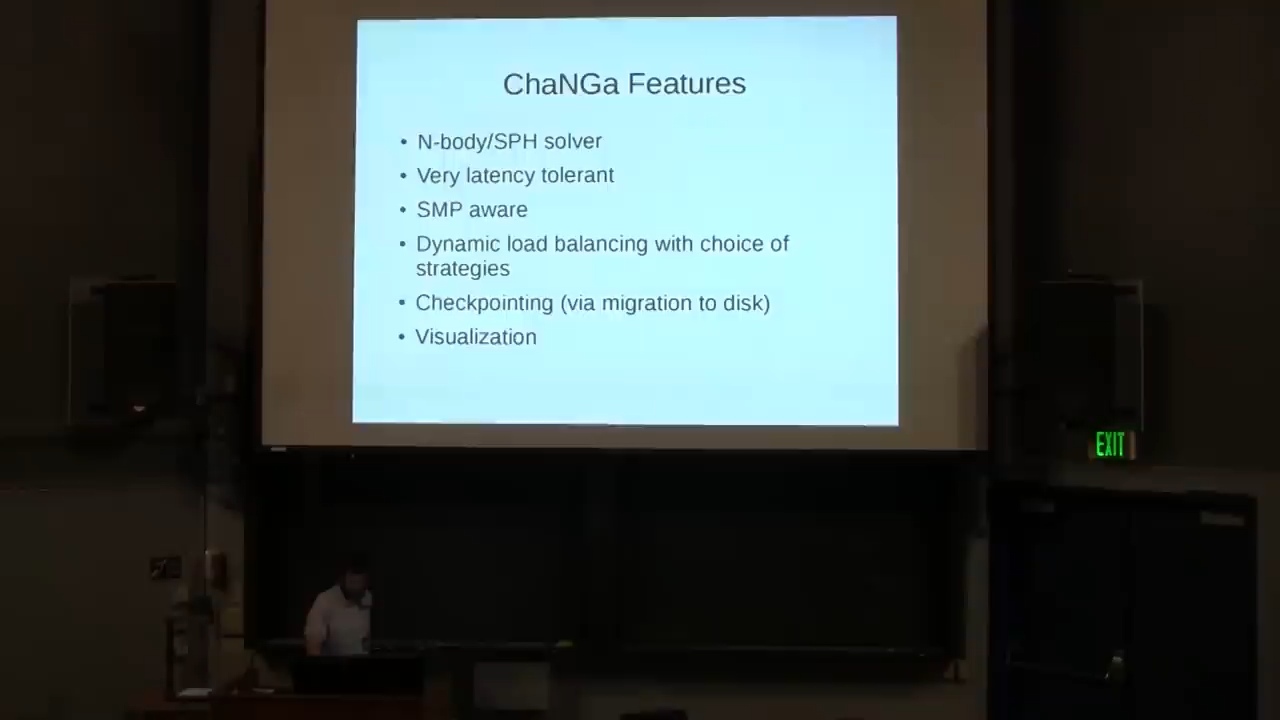 ChaNGa Features
• N-body/SPH solver
• Very latency tolerant
• SMP aware
• Dynamic load balancing with choice of
strategies
• Checkpointing (via migration to disk)
• Visualization
EXIT